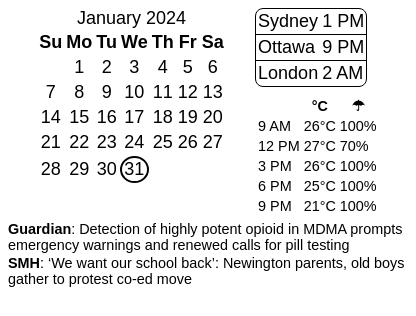 January 2024
Su Mo Tu We Th Fr Sa
1 2 3 4 5 6
7 8 9 10 11 12 13
14 15 16 17 18 19 20
21 22 23 24 25 26 27
28 29 30 31
Sydney 1 PM
Ottawa 9 PM
London 2 AM
°C ☂
9 AM 26°C 100%
12 PM 27°C 70%
3 PM 26°C 100%
6 PM 25°C 100%
9 PM 21°C 100%
Guardian: Detection of highly potent opioid in MDMA prompts
emergency warnings and renewed calls for pill testing
SMH: ‘We want our school back’: Newington parents, old boys
gather to protest co-ed move